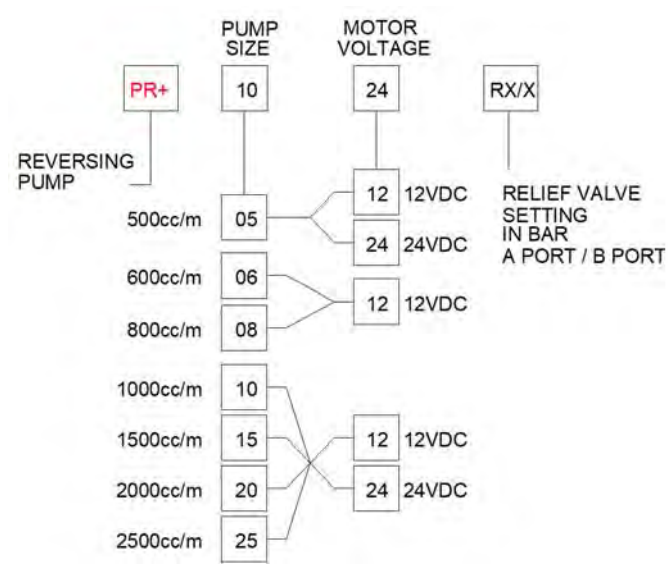 PUMP
SIZE
MOTOR
VOLTAGE
PR+
10
24
RX/X
REVERSING
PUMP
RELIEF VALVE
SETTING
IN BAR
A PORT / B PORT
500cc/m 05
12 12VDC
24 24VDC
600cc/m 06
800cc/m 08
12 12VDC
1000cc/m 10
1500cc/m 15
2000cc/m 20
2500cc/m 25
12 12VDC
24 24VDC